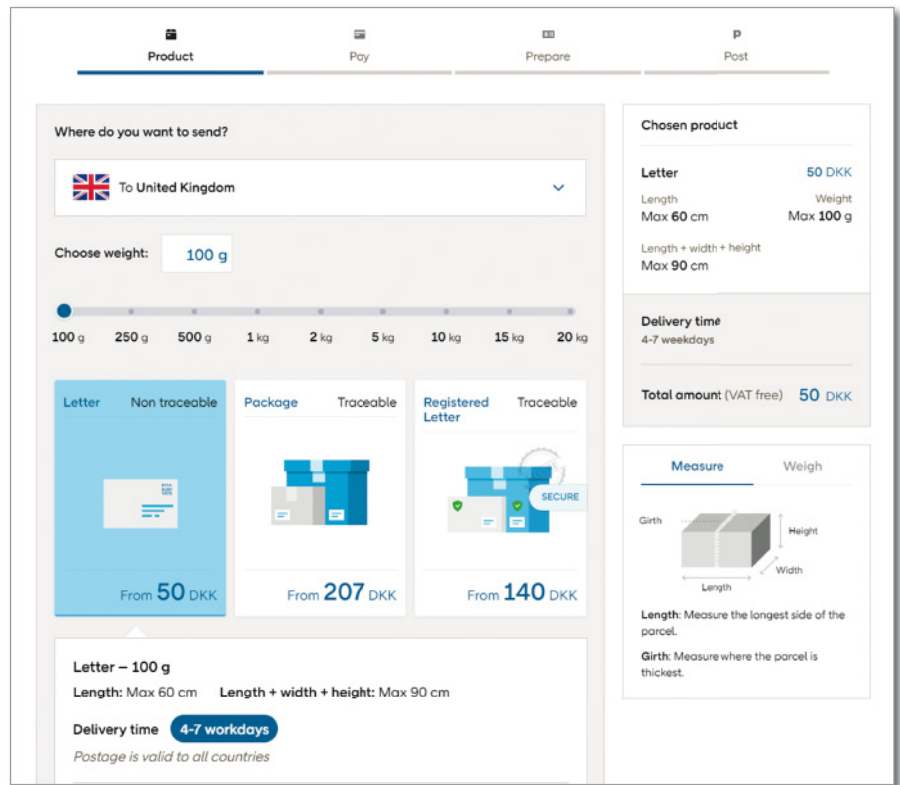 Product
Pay
Prepare
P
Post
Where do you want to send?
To United Kingdom
Choose weight: 100 g
100 g 250 g 500 g 1 kg 2 kg 5 kg 10 kg 15 kg 20 kg
Letter Non traceable
From 50 DKK
Package Traceable
From 207 DKK
Registered Traceable
Letter
SECURE
From 140 DKK
Letter – 100 g
Length: Max 60 cm Length + width + height: Max 90 cm
Delivery time 4-7 workdays
Postage is valid to all countries
Chosen product
Letter 50 DKK
Length Weight
Max 60 cm Max 100 g
Length + width + height
Max 90 cm
Delivery time
4-7 weekdays
Total amount (VAT free) 50 DKK
Measure Weigh
Girth
Height
Width
Length
Length: Measure the longest side of the
parcel.
Girth: Measure where the parcel is
thickest.